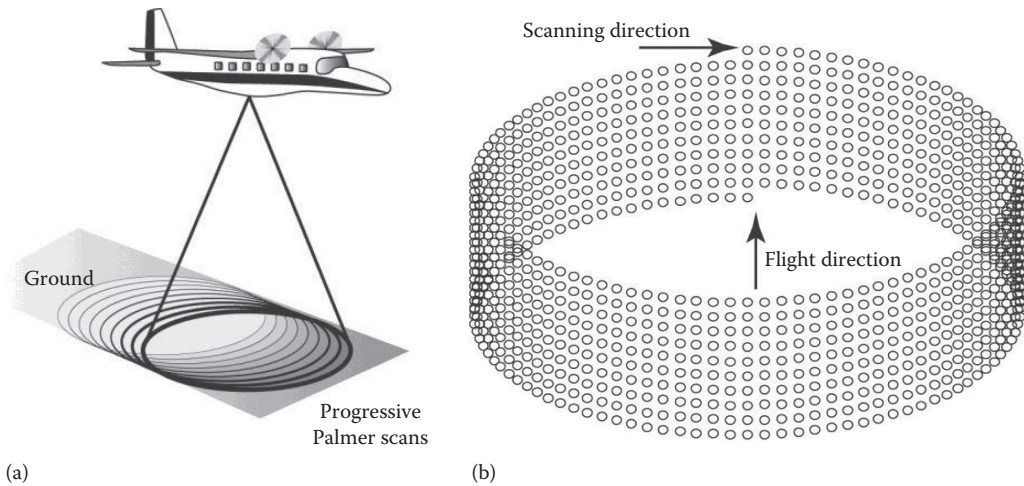 Ground
Progressive
Palmer scans
(a)
Scanning direction
Flight direction
(b)